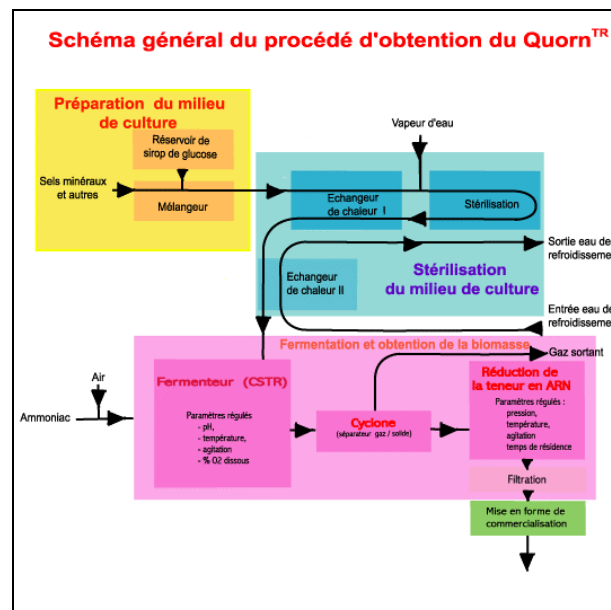 Schéma général du procédé d'obtention du Quorn TR
Préparation du milieu
de culture
Réservoir de
sirop de glucose
Sels minéraux
et autres
Mélangeur
Vapeur d'eau
Echangeur
de chaleur I
Stérilisation
Sortie eau de
refroidisseme
Echangeur
de chaleur II
Stérilisation
du milieu de culture
Entrée eau de
refroidisseme
Fermentation et obtention de la biomasse
Gaz sortant
Air
Ammoniac
Fermenteur (CSTR)
Paramètres régulés
- pH,
- température,
- agitation
- % O2 dissous
Cyclone
(séparateur gaz / solide)
Réduction de
la teneur en ARN
Paramètres régulés :
pression,
température,
agitation
temps de résidence
Filtration
Mise en forme de
commercialisation